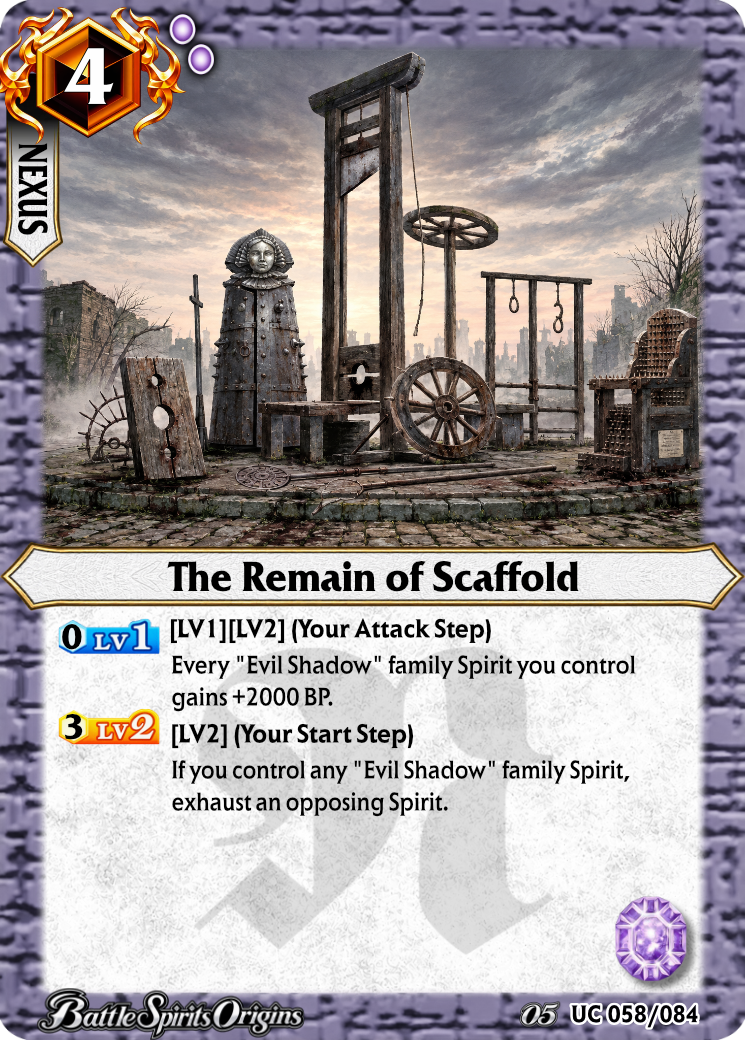 4
NEXUS
The Remain of Scaffold
0 LV1 [LV1][LV2] (Your Attack Step)
Every "Evil Shadow" family Spirit you control
gains +2000 BP.
3 LV2 [LV2] (Your Start Step)
If you control any "Evil Shadow" family Spirit,
exhaust an opposing Spirit.
Battle Spirits Origins
05 UC 058/084